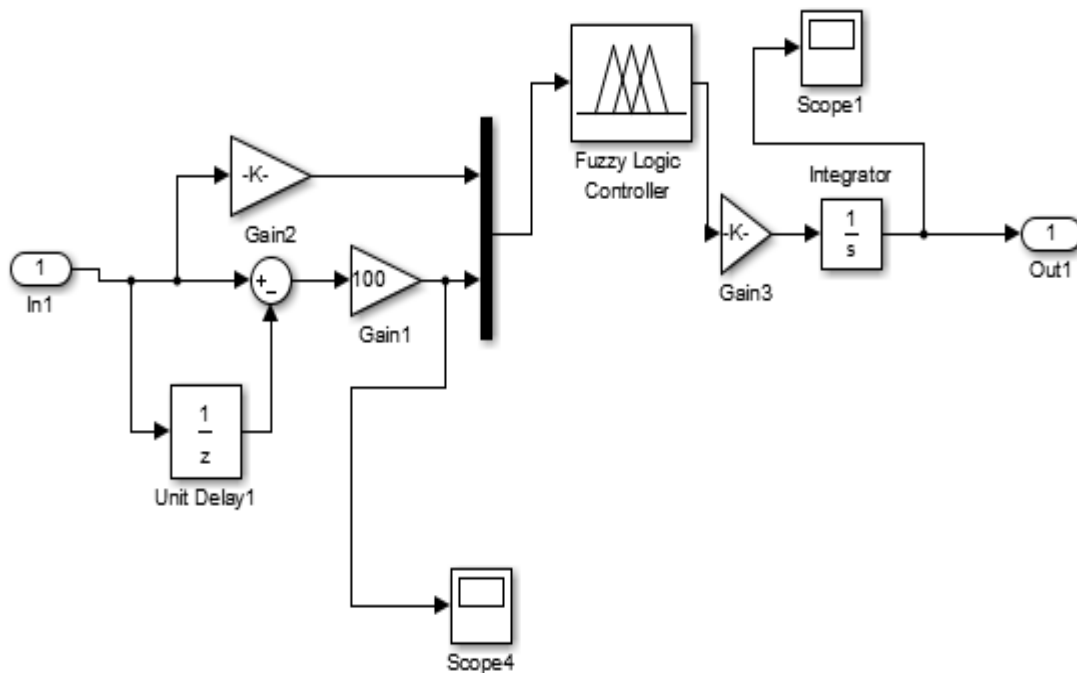 Scope1
Fuzzy Logic
Controller
Integrator
-K-
Gain2
-K-
Gain3
1
s
1
Out1
1
In1
+
-
100
Gain1
1
z
Unit Delay1
Scope4